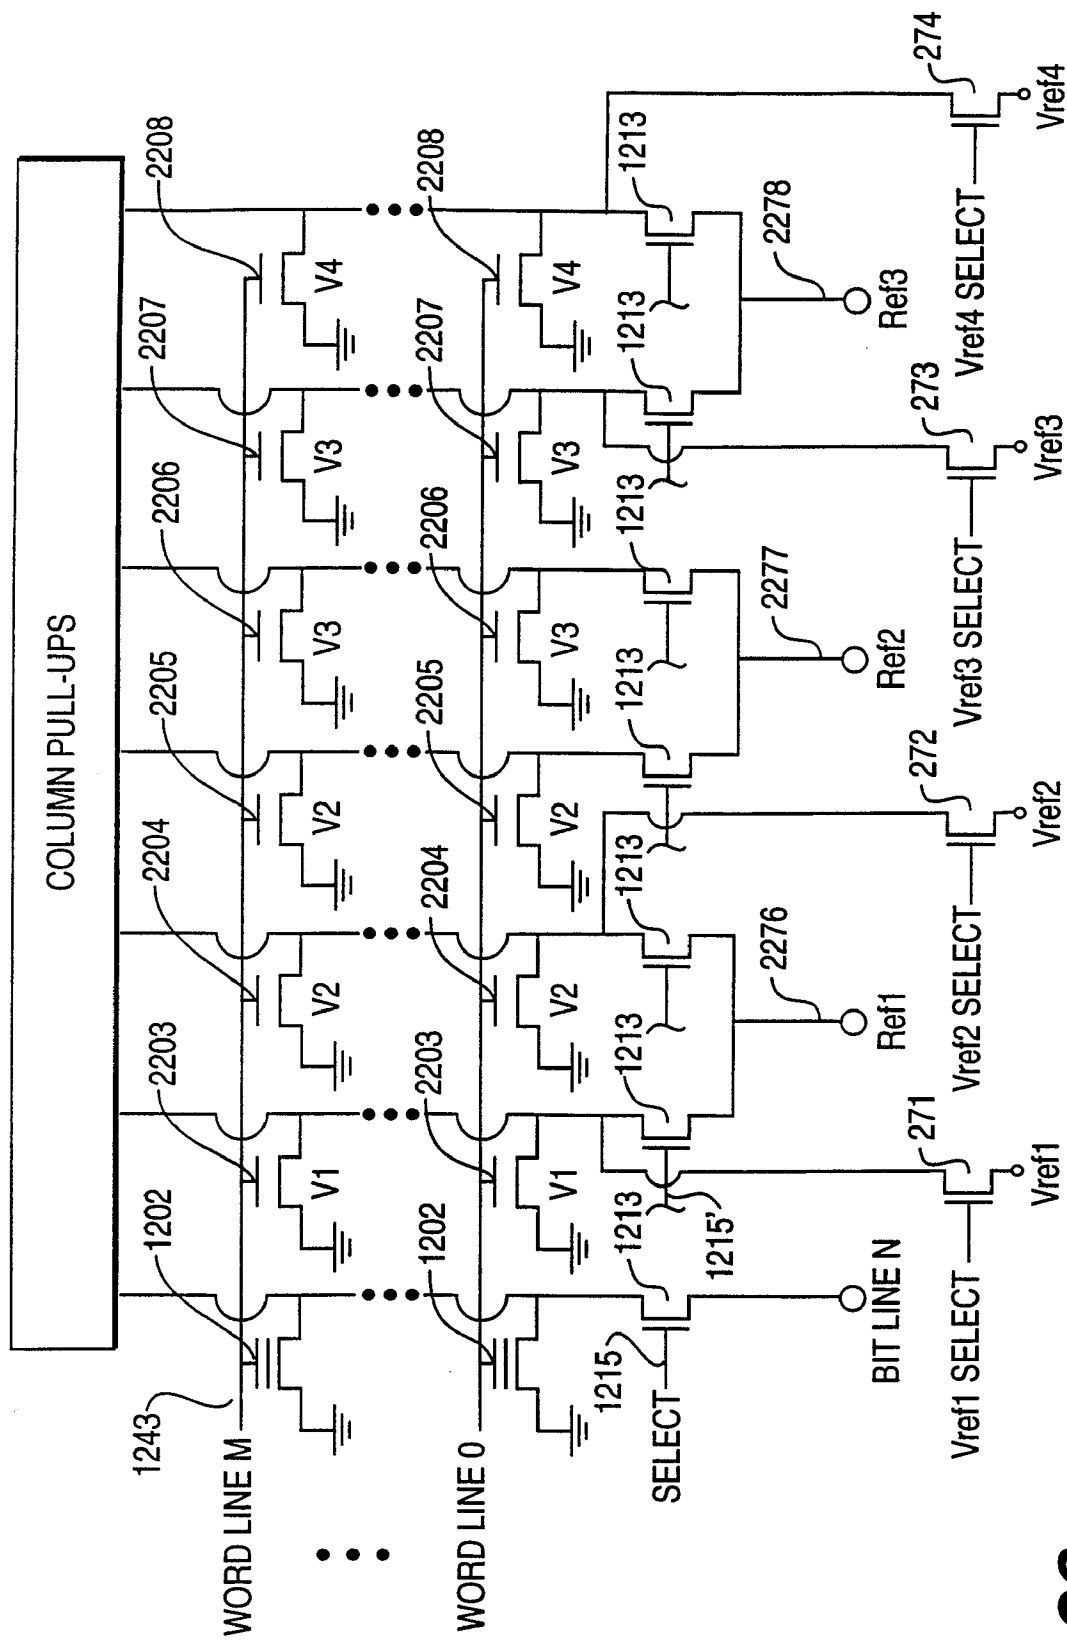 COLUMN PULL-UPS
1243 1202 2203 2204 2205 2206 2207 2208
WORD LINE M
V1 V2 V2 V3 V3 V4
1202 2203 2204 2205 2206 2207 2208
WORD LINE 0
V1 V2 V2 V3 V3 V4
1215 1213 1213 1213 1213 1213 1213 1213
SELECT
1215'
2276 2277 2278
BIT LINE N Ref1 Ref2 Ref3
271 272 273 274
Vref1 SELECT Vref2 SELECT Vref3 SELECT Vref4 SELECT
Vref1 Vref2 Vref3 Vref4